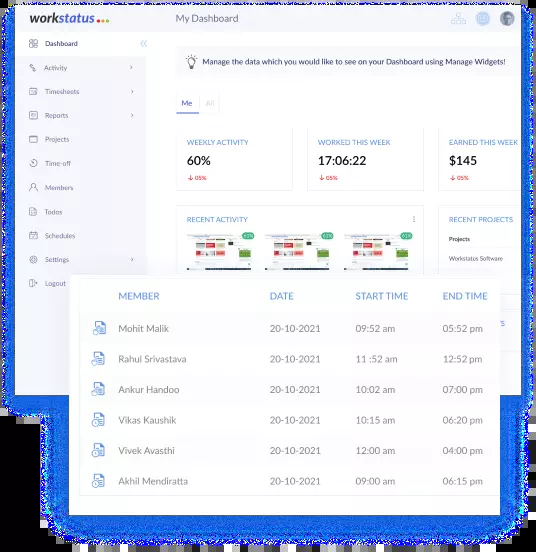 workstatus
My Dashboard
Dashboard
Manage the data which you would like to see on your Dashboard using Manage Widgets!
Activity
Timesheets
Reports
Projects
Time-off
Members
Todos
Schedules
Settings
Logout
Me All
WEEKLY ACTIVITY
60%
05%
WORKED THIS WEEK
17:06:22
05%
EARNED THIS WEEK
$145
05%
RECENT ACTIVITY
61% 61% 61%
RECENT PROJECTS
Projects
Workstatus Software
MEMBER DATE START TIME END TIME
Mohit Malik 20-10-2021 09:52 am 05:52 pm
Rahul Srivastava 20-10-2021 11 :52 am 12:52 pm
Ankur Handoo 20-10-2021 10:02 am 07:00 pm
Vikas Kaushik 20-10-2021 10:15 am 06:20 pm
Vivek Avasthi 20-10-2021 12:00 am 04:00 pm
Akhil Mendiratta 20-10-2021 09:00 am 06:15 pm